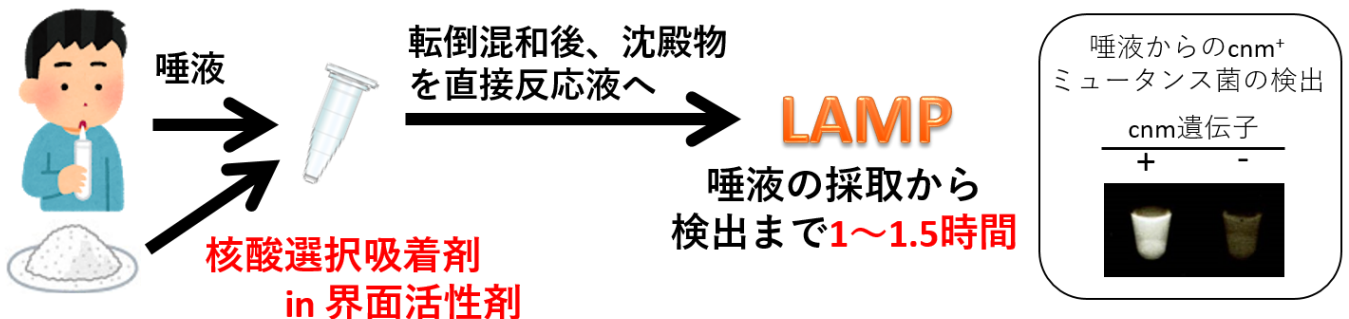 唾液
核酸選択吸着剤
in 界面活性剤
転倒混和後、沈殿物
を直接反応液へ
LAMP
唾液の採取から
検出まで1～1.5時間
唾液からのcnm⁺
ミュータンス菌の検出
cnm遺伝子
+ -